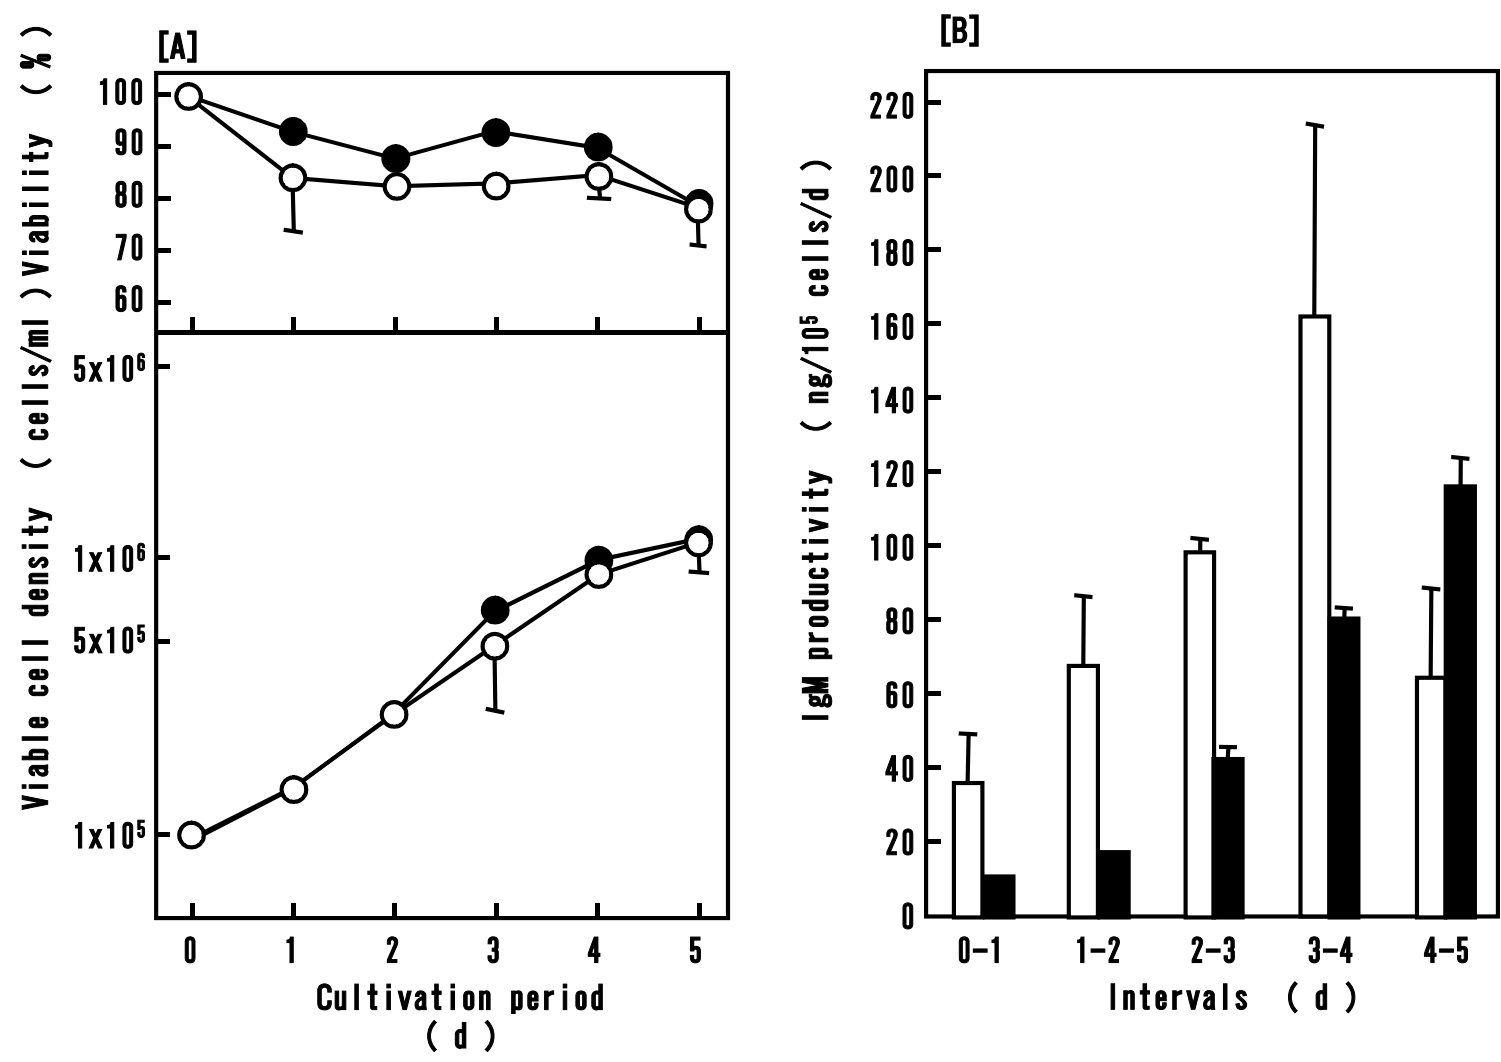 [A]
Viability (%)
100
90
80
70
60
Viable cell density (cells/ml)
5x10⁶
1x10⁶
5x10⁵
1x10⁵
0 1 2 3 4 5
Cultivation period
(d)
[B]
IgM productivity (ng/10⁵ cells/d)
220
200
180
160
140
120
100
80
60
40
20
0
0–1 1–2 2–3 3–4 4–5
Intervals (d)